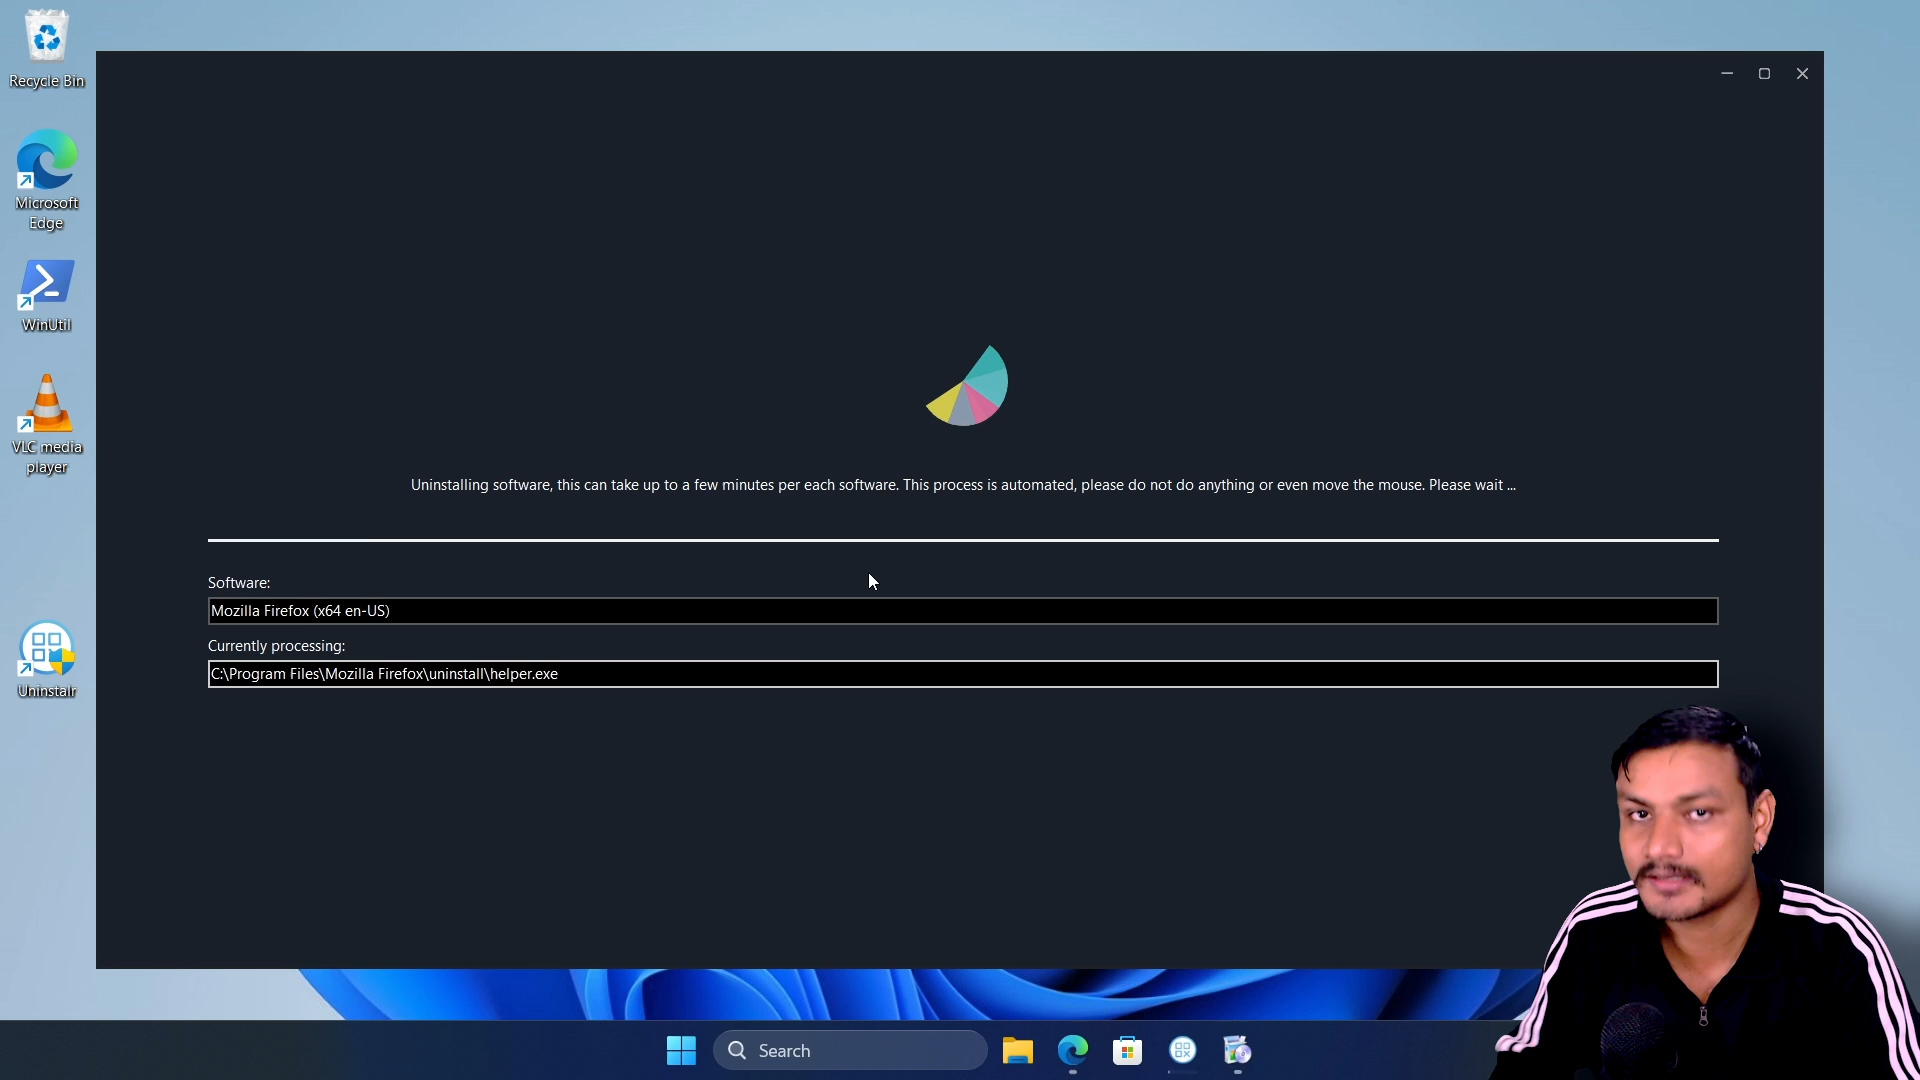 Recycle Bin
Microsoft
Edge
WinUtil
VLC media
player
Uninstalr
Uninstalling software, this can take up to a few minutes per each software. This process is automated, please do not do anything or even move the mouse. Please wait ...
Software:
Mozilla Firefox (x64 en-US)
Currently processing:
C:\Program Files\Mozilla Firefox\uninstall\helper.exe
Search